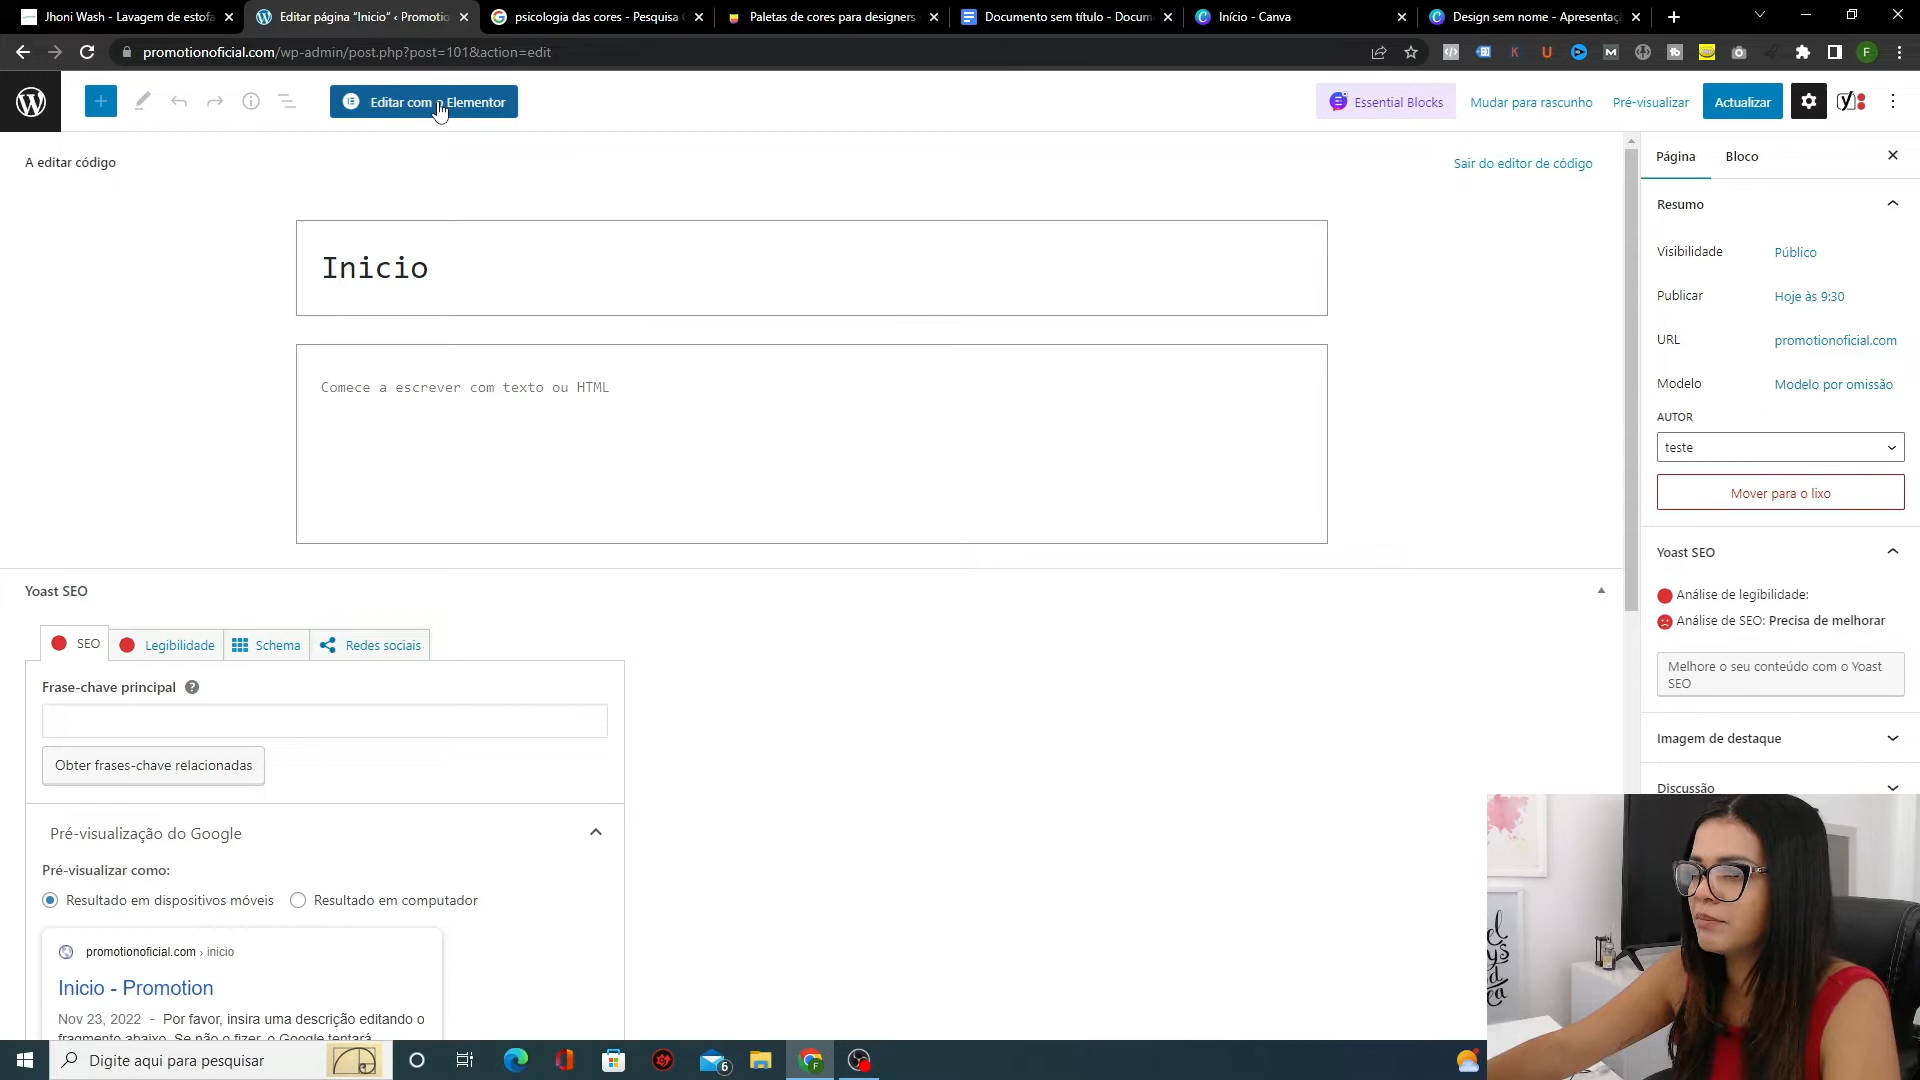 Jhoni Wash - Lavagem de estofa
Editar página “Inicio” ‹ Promotio
psicologia das cores - Pesquisa
Paletas de cores para designers
Documento sem título - Docum
Início - Canva
Design sem nome - Apresentaç
promotionoficial.com/wp-admin/post.php?post=101&action=edit
Editar com o Elementor
Essential Blocks
Mudar para rascunho
Pré-visualizar
Actualizar
A editar código
Sair do editor de código
Página
Bloco
Inicio
Comece a escrever com texto ou HTML
Resumo
Visibilidade
Público
Publicar
Hoje às 9:30
URL
promotionoficial.com
Modelo
Modelo por omissão
AUTOR
teste
Mover para o lixo
Yoast SEO
Análise de legibilidade:
Análise de SEO: Precisa de melhorar
Melhore o seu conteúdo com o Yoast
SEO
Imagem de destaque
Discussão
Yoast SEO
SEO
Legibilidade
Schema
Redes sociais
Frase-chave principal
Obter frases-chave relacionadas
Pré-visualização do Google
Pré-visualizar como:
Resultado em dispositivos móveis
Resultado em computador
promotionoficial.com › inicio
Inicio - Promotion
Nov 23, 2022 - Por favor, insira uma descrição editando o
fragmento abaixo. Se não o fizer, o Google tentará
Digite aqui para pesquisar
6